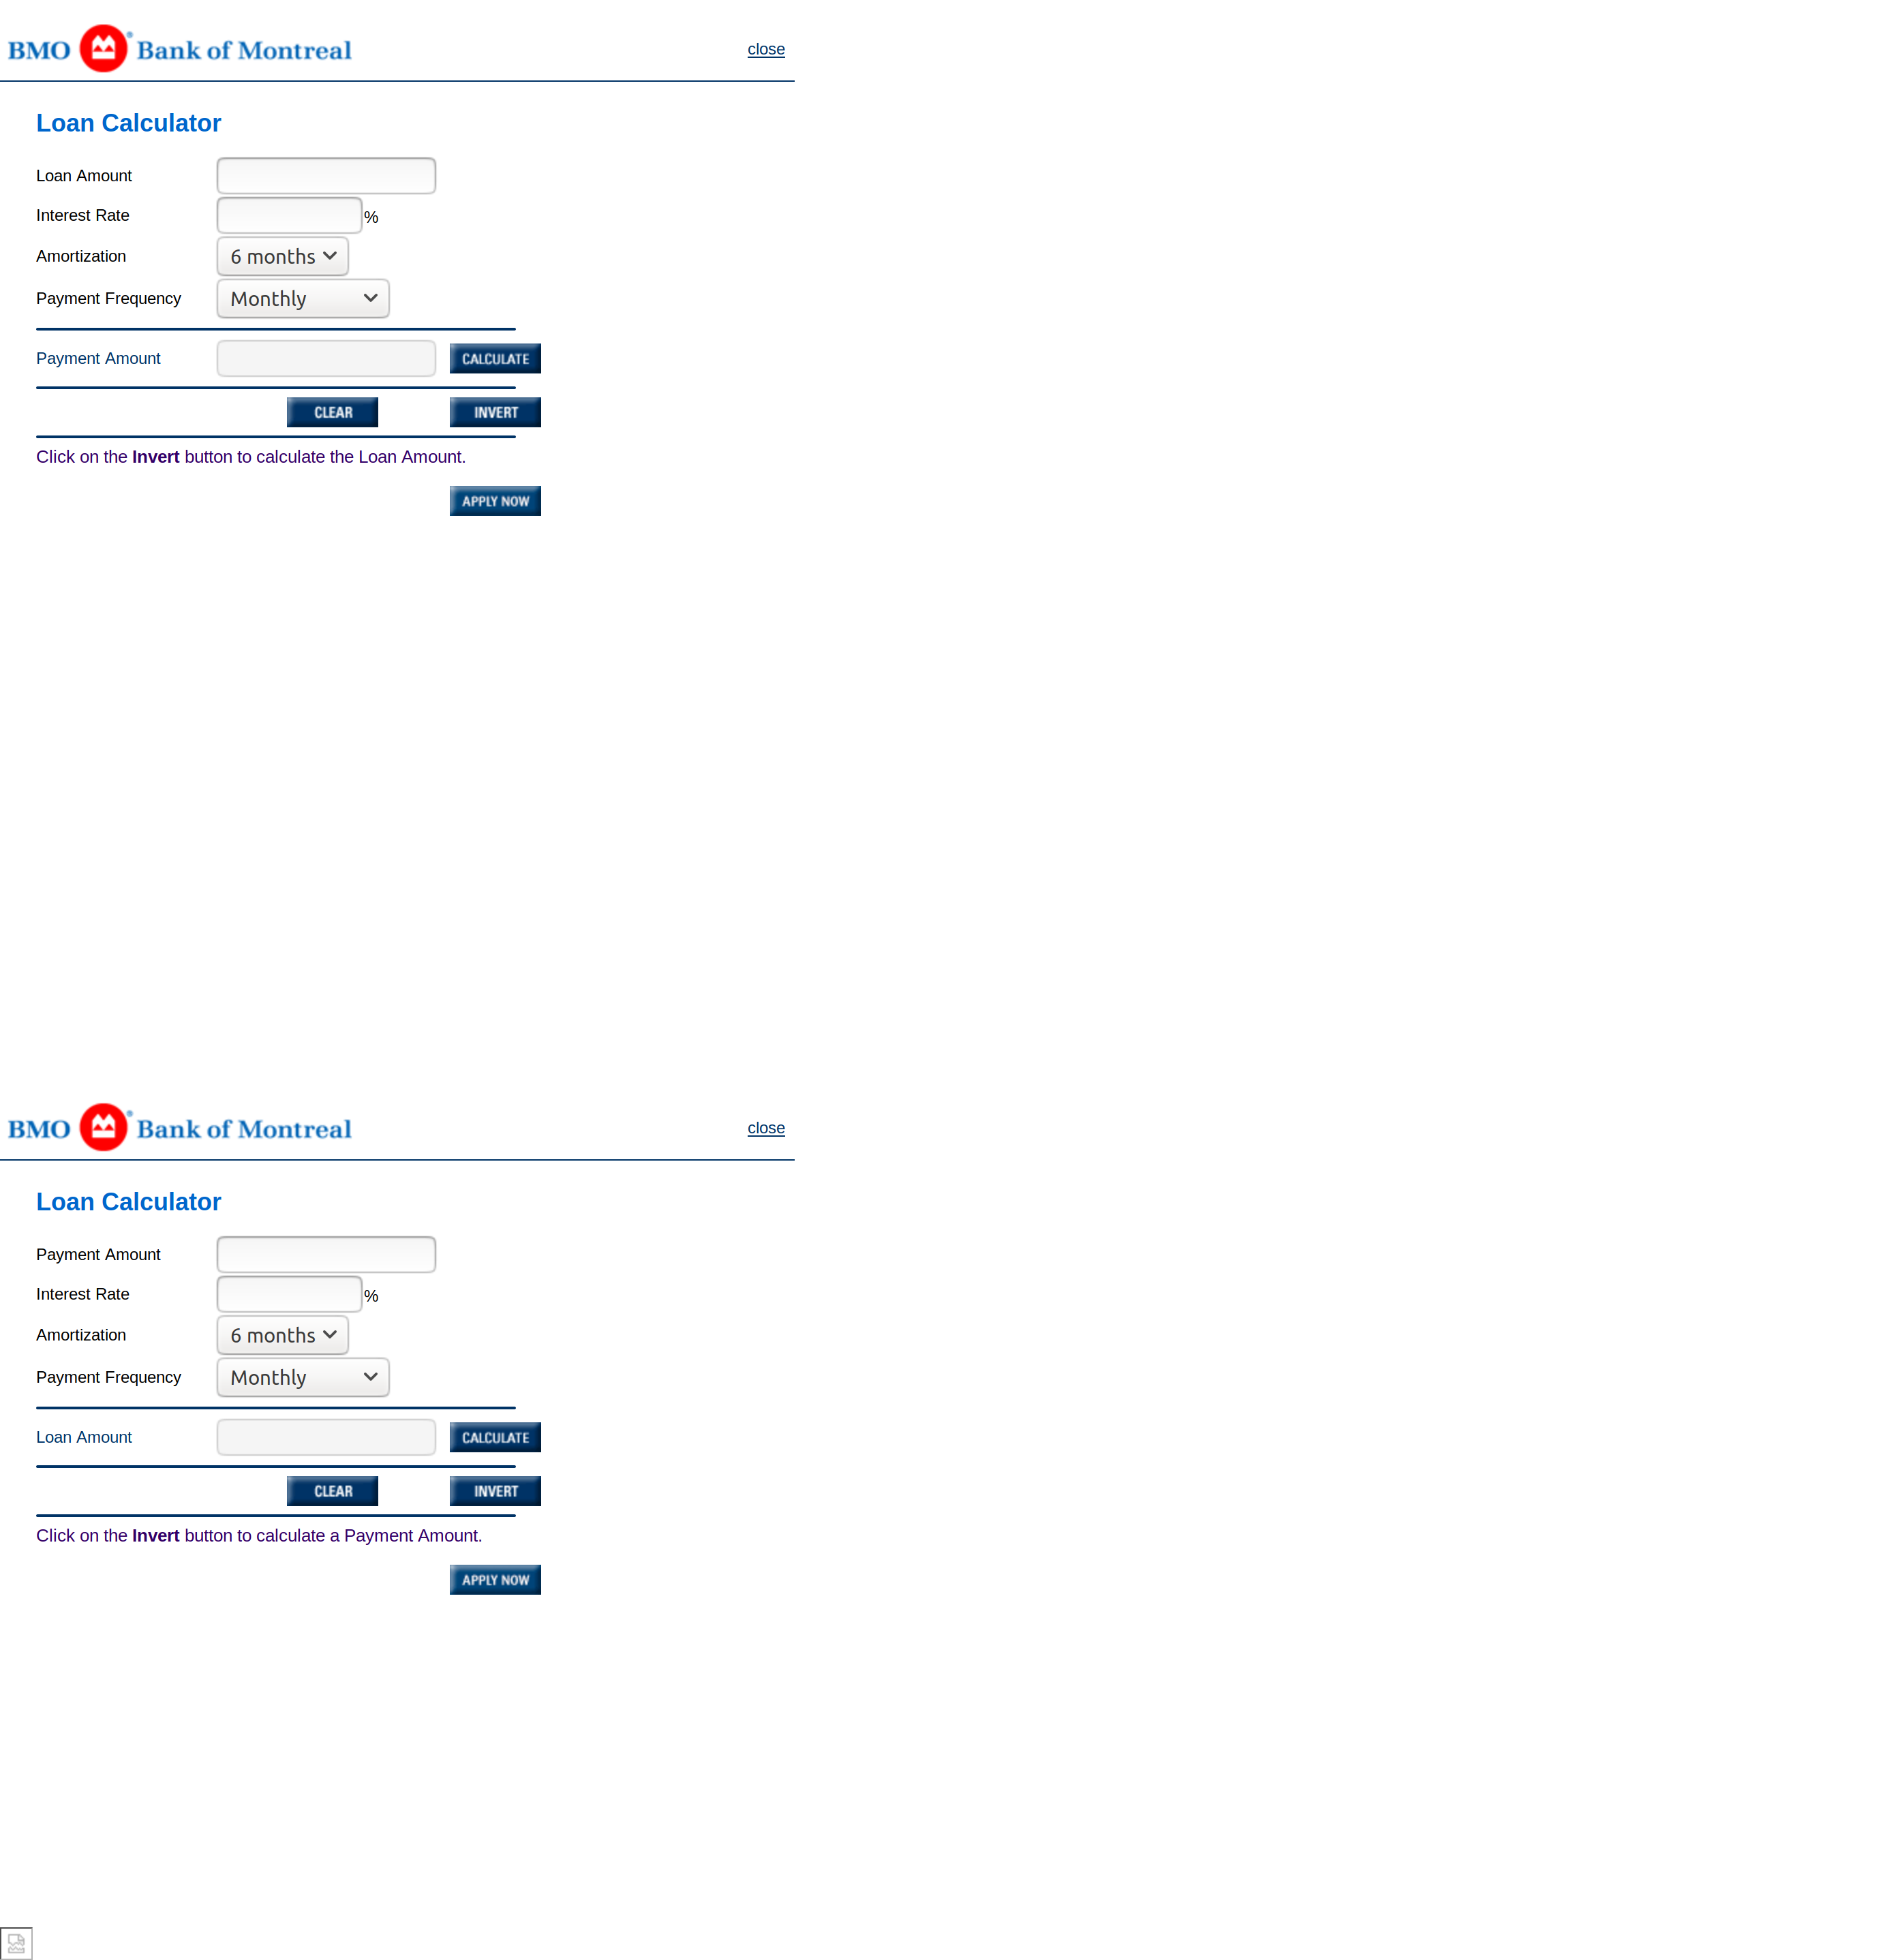 BMO ® Bank of Montreal
close
Loan Calculator
Loan Amount
Interest Rate %
Amortization 6 months
Payment Frequency Monthly
Payment Amount CALCULATE
CLEAR INVERT
Click on the Invert button to calculate the Loan Amount.
APPLY NOW
BMO ® Bank of Montreal
close
Loan Calculator
Payment Amount
Interest Rate %
Amortization 6 months
Payment Frequency Monthly
Loan Amount CALCULATE
CLEAR INVERT
Click on the Invert button to calculate a Payment Amount.
APPLY NOW